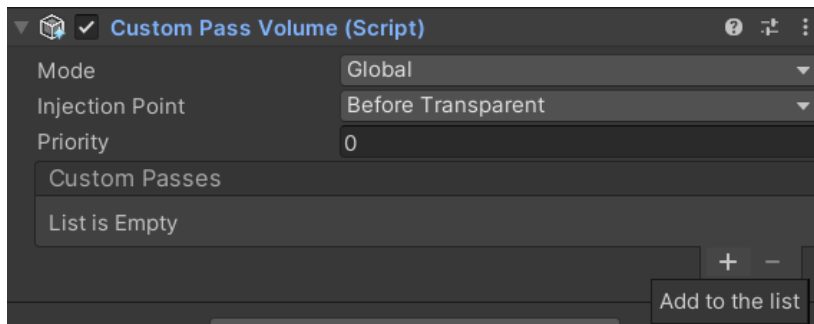 Custom Pass Volume (Script)
Mode Global
Injection Point Before Transparent
Priority 0
Custom Passes
List is Empty
Add to the list